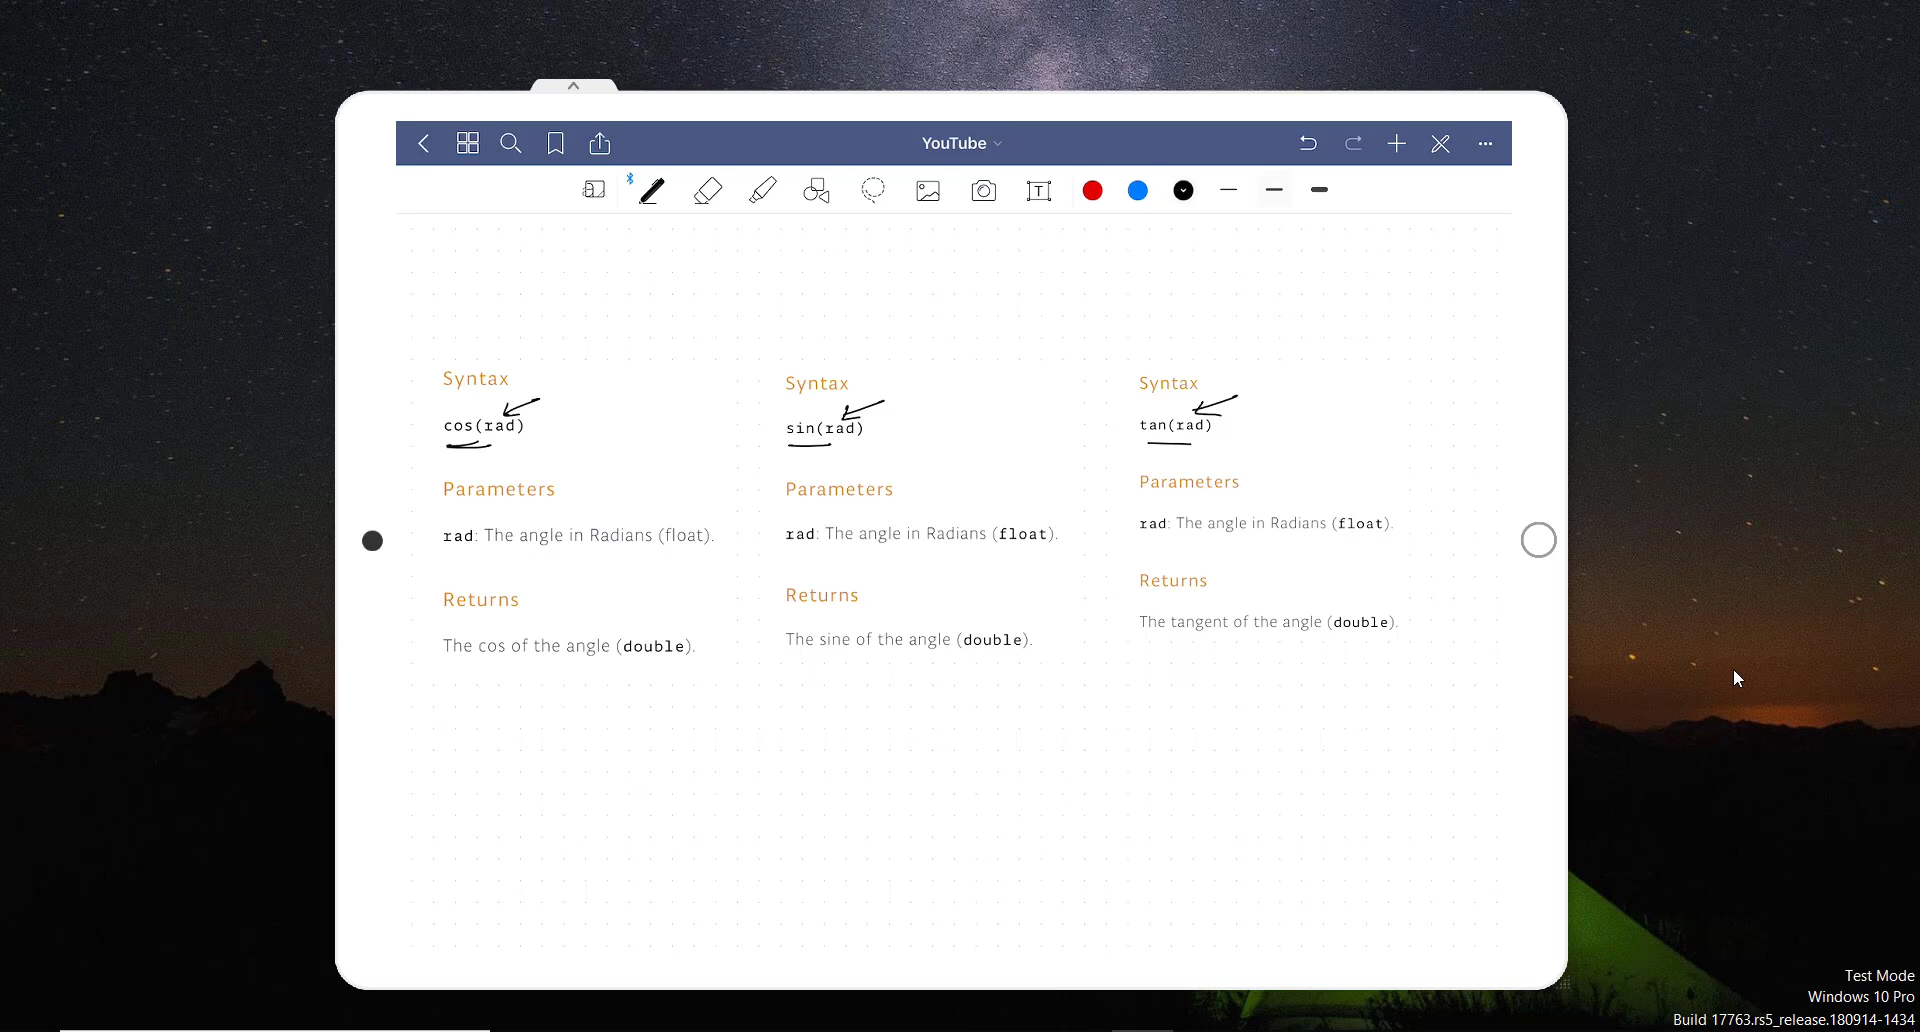 YouTube
T
Syntax
cos(rad)
Parameters
rad: The angle in Radians (float).
Returns
The cos of the angle (double).
Syntax
sin(rad)
Parameters
rad: The angle in Radians (float).
Returns
The sine of the angle (double).
Syntax
tan(rad)
Parameters
rad: The angle in Radians (float).
Returns
The tangent of the angle (double).
Test Mode
Windows 10 Pro
Build 17763.rs5_release.180914-1434